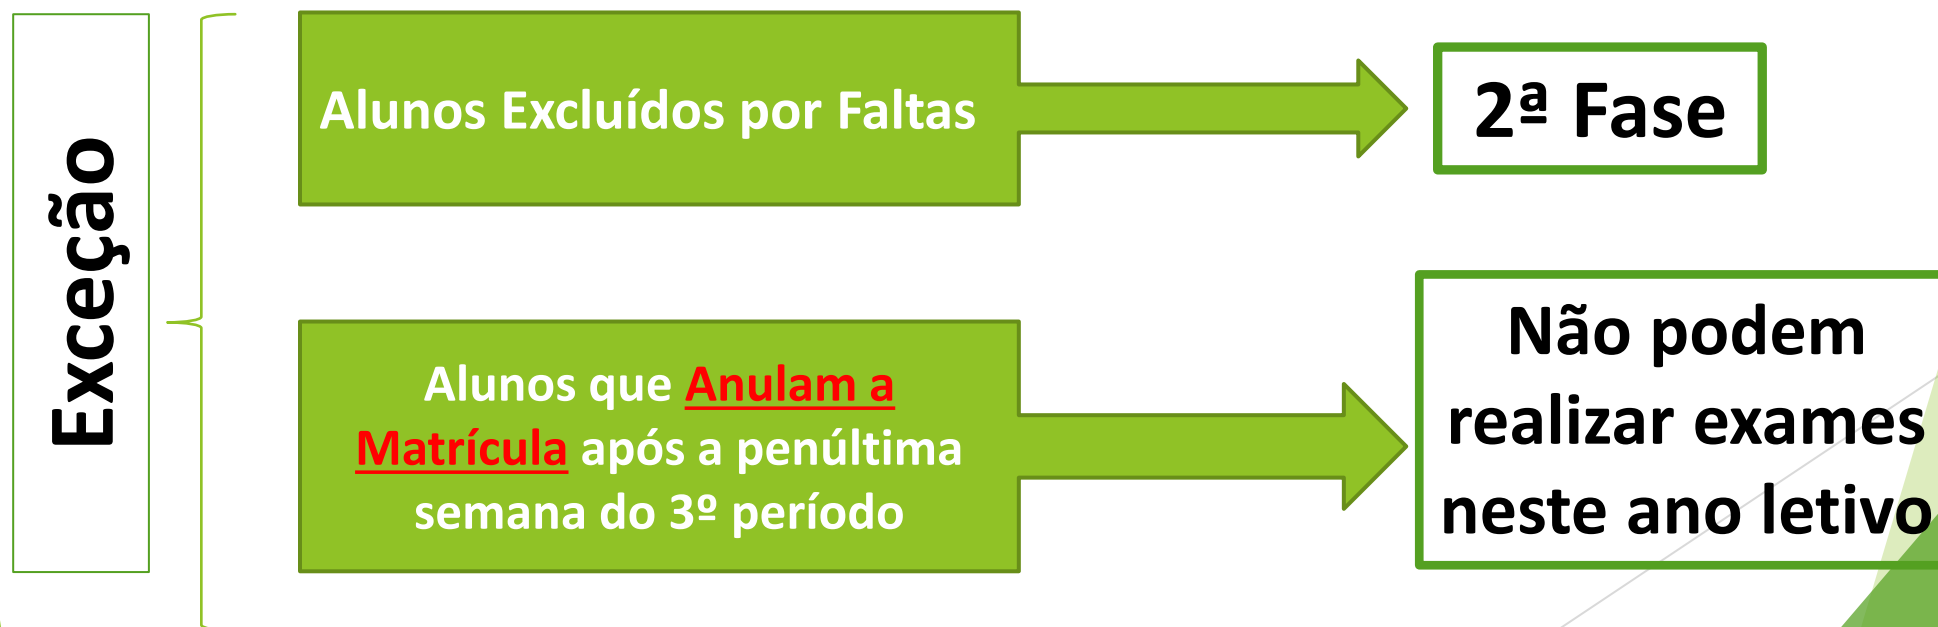 Exceção
Alunos Excluídos por Faltas
2ª Fase
Alunos que Anulam a
Matrícula após a penúltima
semana do 3º período
Não podem
realizar exames
neste ano letivo